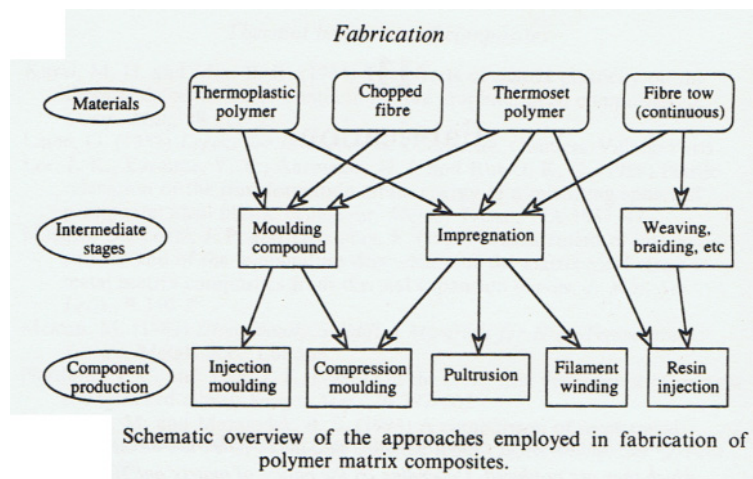 Fabrication
Materials
Thermoplastic
polymer
Chopped
fibre
Thermoset
polymer
Fibre tow
(continuous)
Intermediate
stages
Moulding
compound
Impregnation
Weaving,
braiding, etc
Component
production
Injection
moulding
Compression
moulding
Pultrusion
Filament
winding
Resin
injection
Schematic overview of the approaches employed in fabrication of
polymer matrix composites.